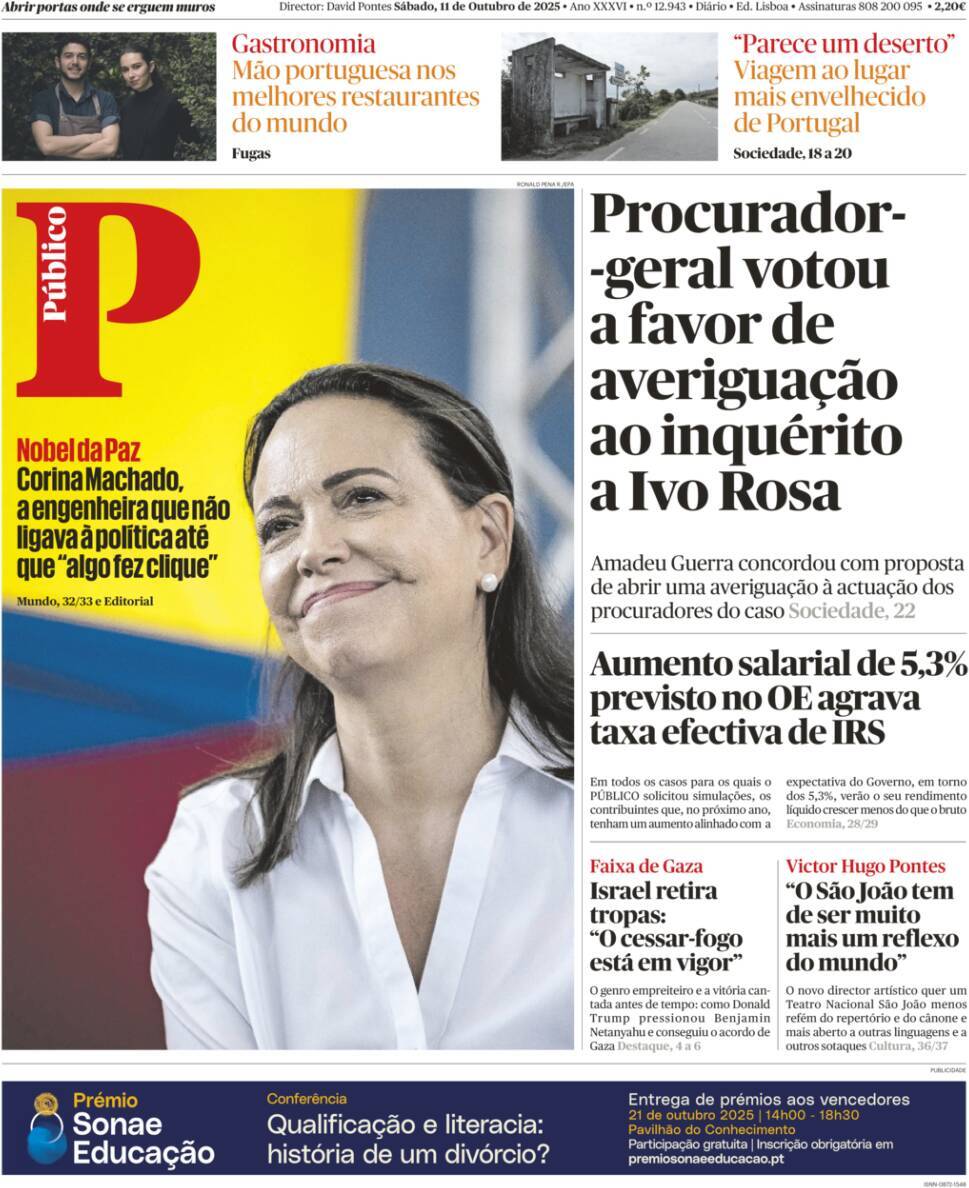 Abrir portas onde se erguem muros
Director: David Pontes Sábado, 11 de Outubro de 2025 • Ano XXXVI • n.º 12.943 • Diário • Ed. Lisboa • Assinaturas 808 200 095 • 2,20€
Gastronomia
Mão portuguesa nos
melhores restaurantes
do mundo
Fugas
“Parece um deserto”
Viagem ao lugar
mais envelhecido
de Portugal
Sociedade, 18 a 20
RONALD PENA R./EPA
P
Público
Nobel da Paz
Corina Machado,
a engenheira que não
ligava à política até
que “algo fez clique”
Mundo, 32/33 e Editorial
Procurador-
-geral votou
a favor de
averiguação
ao inquérito
a Ivo Rosa
Amadeu Guerra concordou com proposta
de abrir uma averiguação à actuação dos
procuradores do caso Sociedade, 22
Aumento salarial de 5,3%
previsto no OE agrava
taxa efectiva de IRS
Em todos os casos para os quais o
PÚBLICO solicitou simulações, os
contribuintes que, no próximo ano,
tenham um aumento alinhado com a
expectativa do Governo, em torno
dos 5,3%, verão o seu rendimento
líquido crescer menos do que o bruto
Economia, 28/29
Faixa de Gaza
Israel retira
tropas:
“O cessar-fogo
está em vigor”
O genro empreiteiro e a vitória can-
tada antes de tempo: como Donald
Trump pressionou Benjamin
Netanyahu e conseguiu o acordo de
Gaza Destaque, 4 a 6
Victor Hugo Pontes
“O São João tem
de ser muito
mais um reflexo
do mundo”
O novo director artístico quer um
Teatro Nacional São João menos
refém do repertório e do cânone e
mais aberto a outras linguagens e a
outros sotaques Cultura, 36/37
PUBLICIDADE
Prémio
Sonae
Educação
Conferência
Qualificação e literacia:
história de um divórcio?
Entrega de prémios aos vencedores
21 de outubro 2025 | 14h00 - 18h30
Pavilhão do Conhecimento
Participação gratuita | Inscrição obrigatória em
premiosonaeeducacao.pt
ISNN-0872-1548